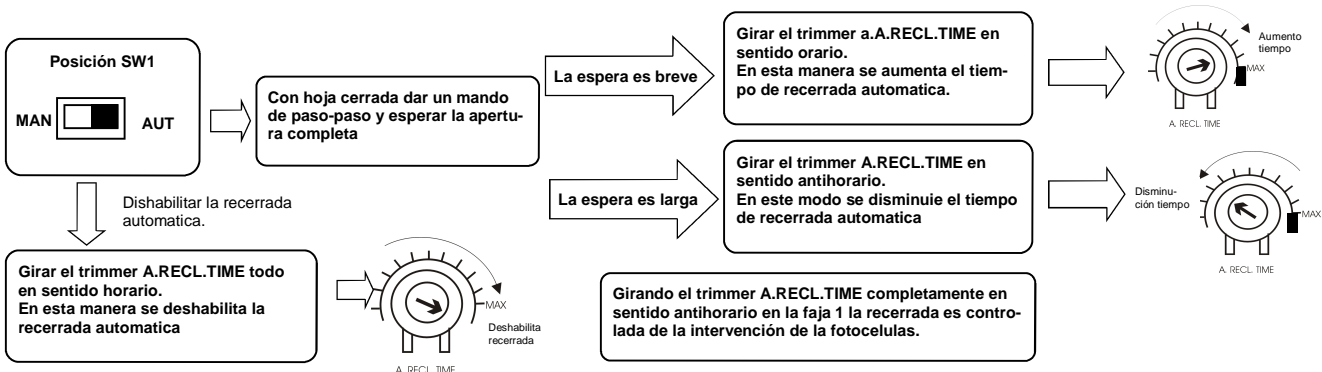 Posición SW1
MAN
AUT
Con hoja cerrada dar un mando
de paso-paso y esperar la apertu-
ra completa
La espera es breve
Girar el trimmer a.A.RECL.TIME en
sentido orario.
En esta manera se aumenta el tiem-
po de recerrada automatica.
Aumento
tiempo
MAX
A. RECL. TIME
La espera es larga
Girar el trimmer A.RECL.TIME en
sentido antihorario.
En este modo se disminuie el tiempo
de recerrada automatica
Disminu-
ción tiempo
MAX
A. RECL. TIME
Dishabilitar la recerrada
automatica.
Girar el trimmer A.RECL.TIME todo
en sentido horario.
En esta manera se deshabilita la
recerrada automatica
MAX
Deshabilita
recerrada
A. RECL. TIME
Girando el trimmer A.RECL.TIME completamente en
sentido antihorario en la faja 1 la recerrada es contro-
lada de la intervención de la fotocelulas.